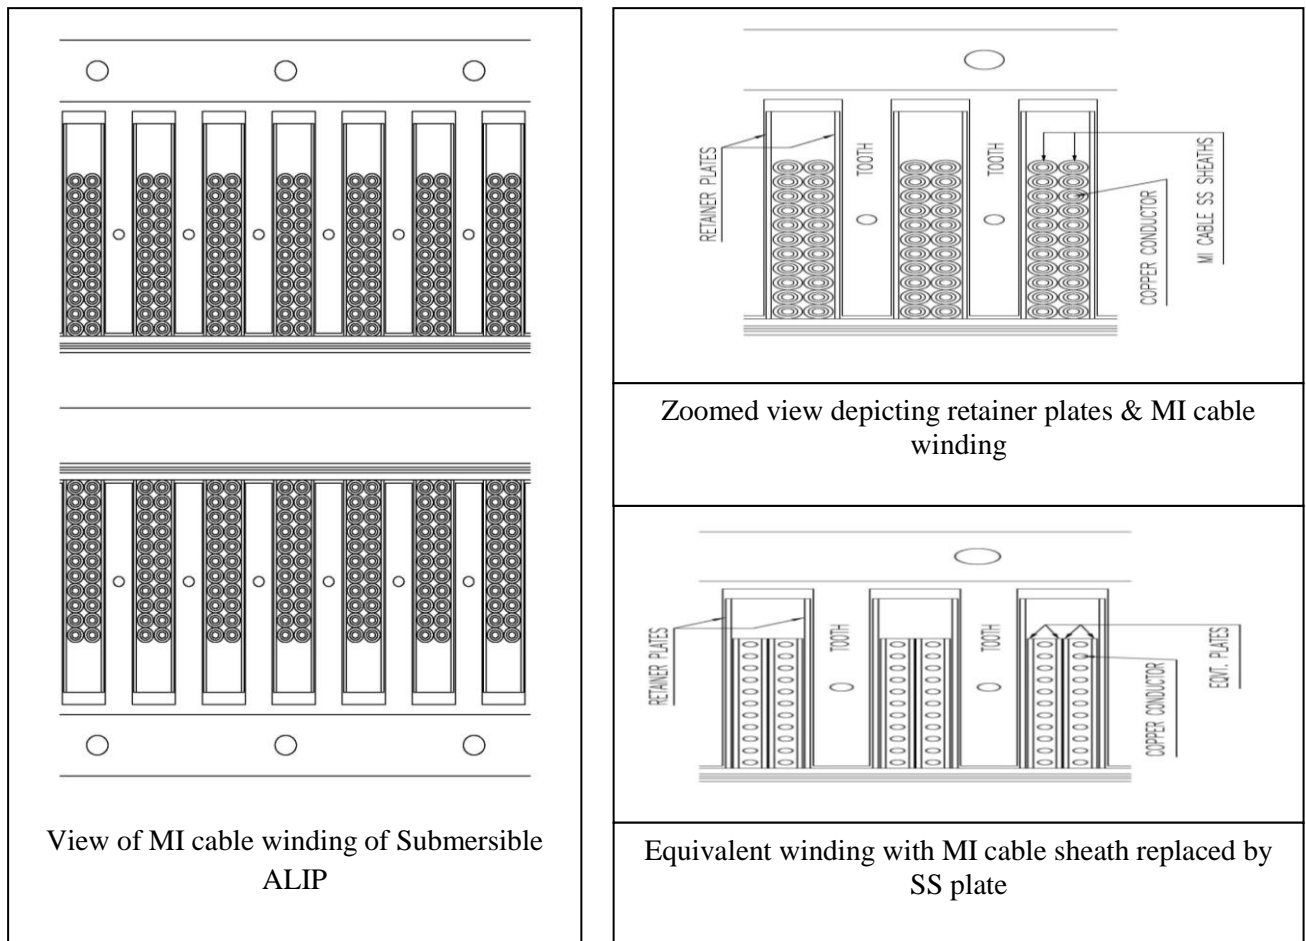 View of MI cable winding of Submersible
ALIP
RETAINER PLATES
TOOTH
TOOTH
MI CABLE SS SHEATHS
COPPER CONDUCTOR
Zoomed view depicting retainer plates & MI cable
winding
RETAINER PLATES
TOOTH
TOOTH
EQVT. PLATES
COPPER CONDUCTOR
Equivalent winding with MI cable sheath replaced by
SS plate